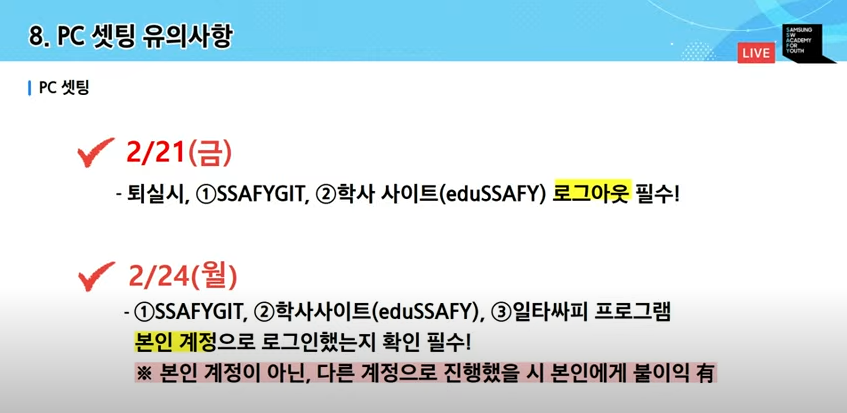 8. PC 셋팅 유의사항
LIVE
SAMSUNG
SW
ACADEMY
FOR
YOUTH
PC 셋팅
2/21(금)
- 퇴실시, ①SSAFYGIT, ②학사 사이트(eduSSAFY) 로그아웃 필수!
2/24(월)
- ①SSAFYGIT, ②학사사이트(eduSSAFY), ③일타싸피 프로그램
본인 계정으로 로그인했는지 확인 필수!
※ 본인 계정이 아닌, 다른 계정으로 진행했을 시 본인에게 불이익 有